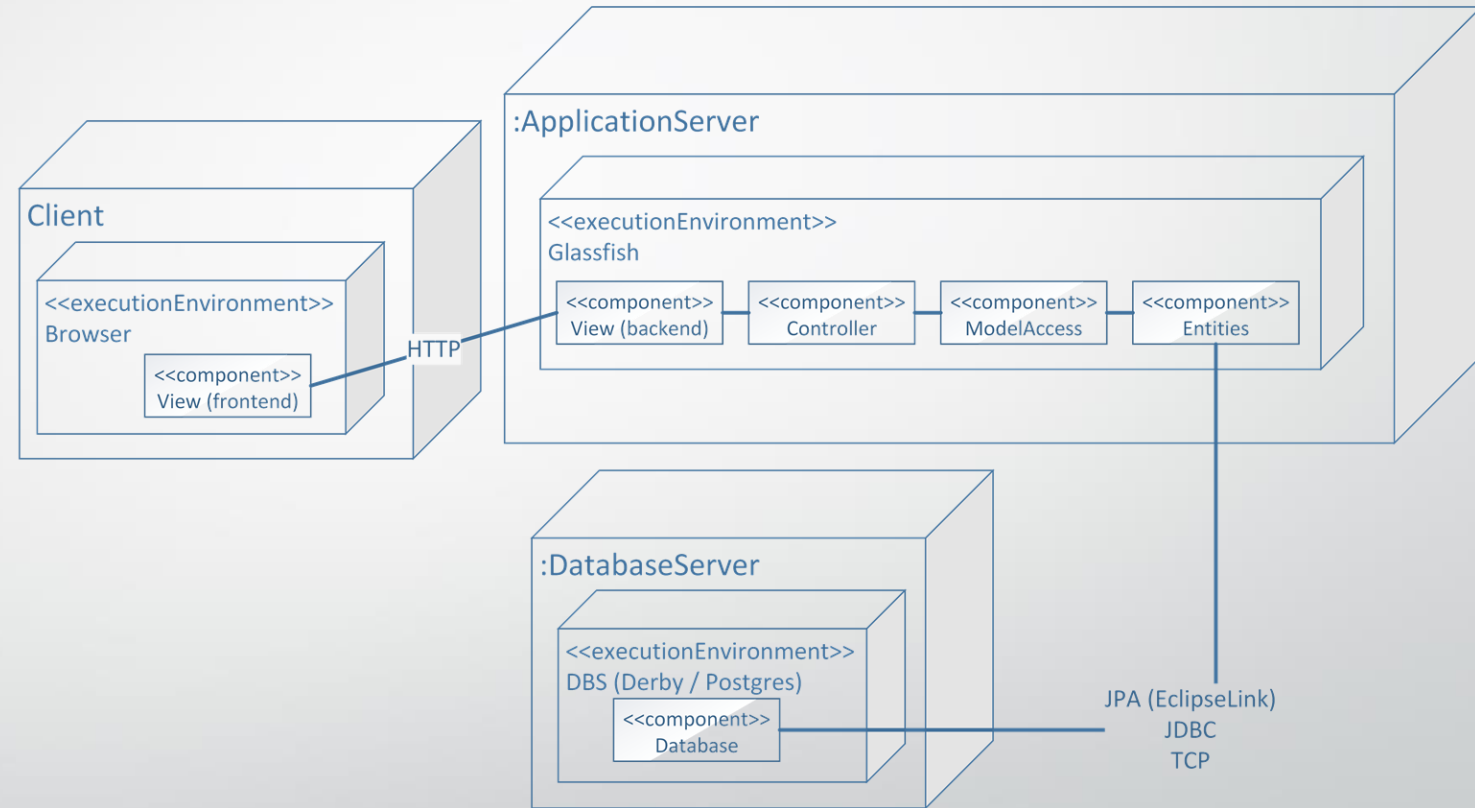 :ApplicationServer
Client
<<executionEnvironment>>
Glassfish
<<component>>
View (backend)
<<component>>
Controller
<<component>>
ModelAccess
<<component>>
Entities
<<executionEnvironment>>
Browser
HTTP
<<component>>
View (frontend)
:DatabaseServer
<<executionEnvironment>>
DBS (Derby / Postgres)
<<component>>
Database
JPA (EclipseLink)
JDBC
TCP